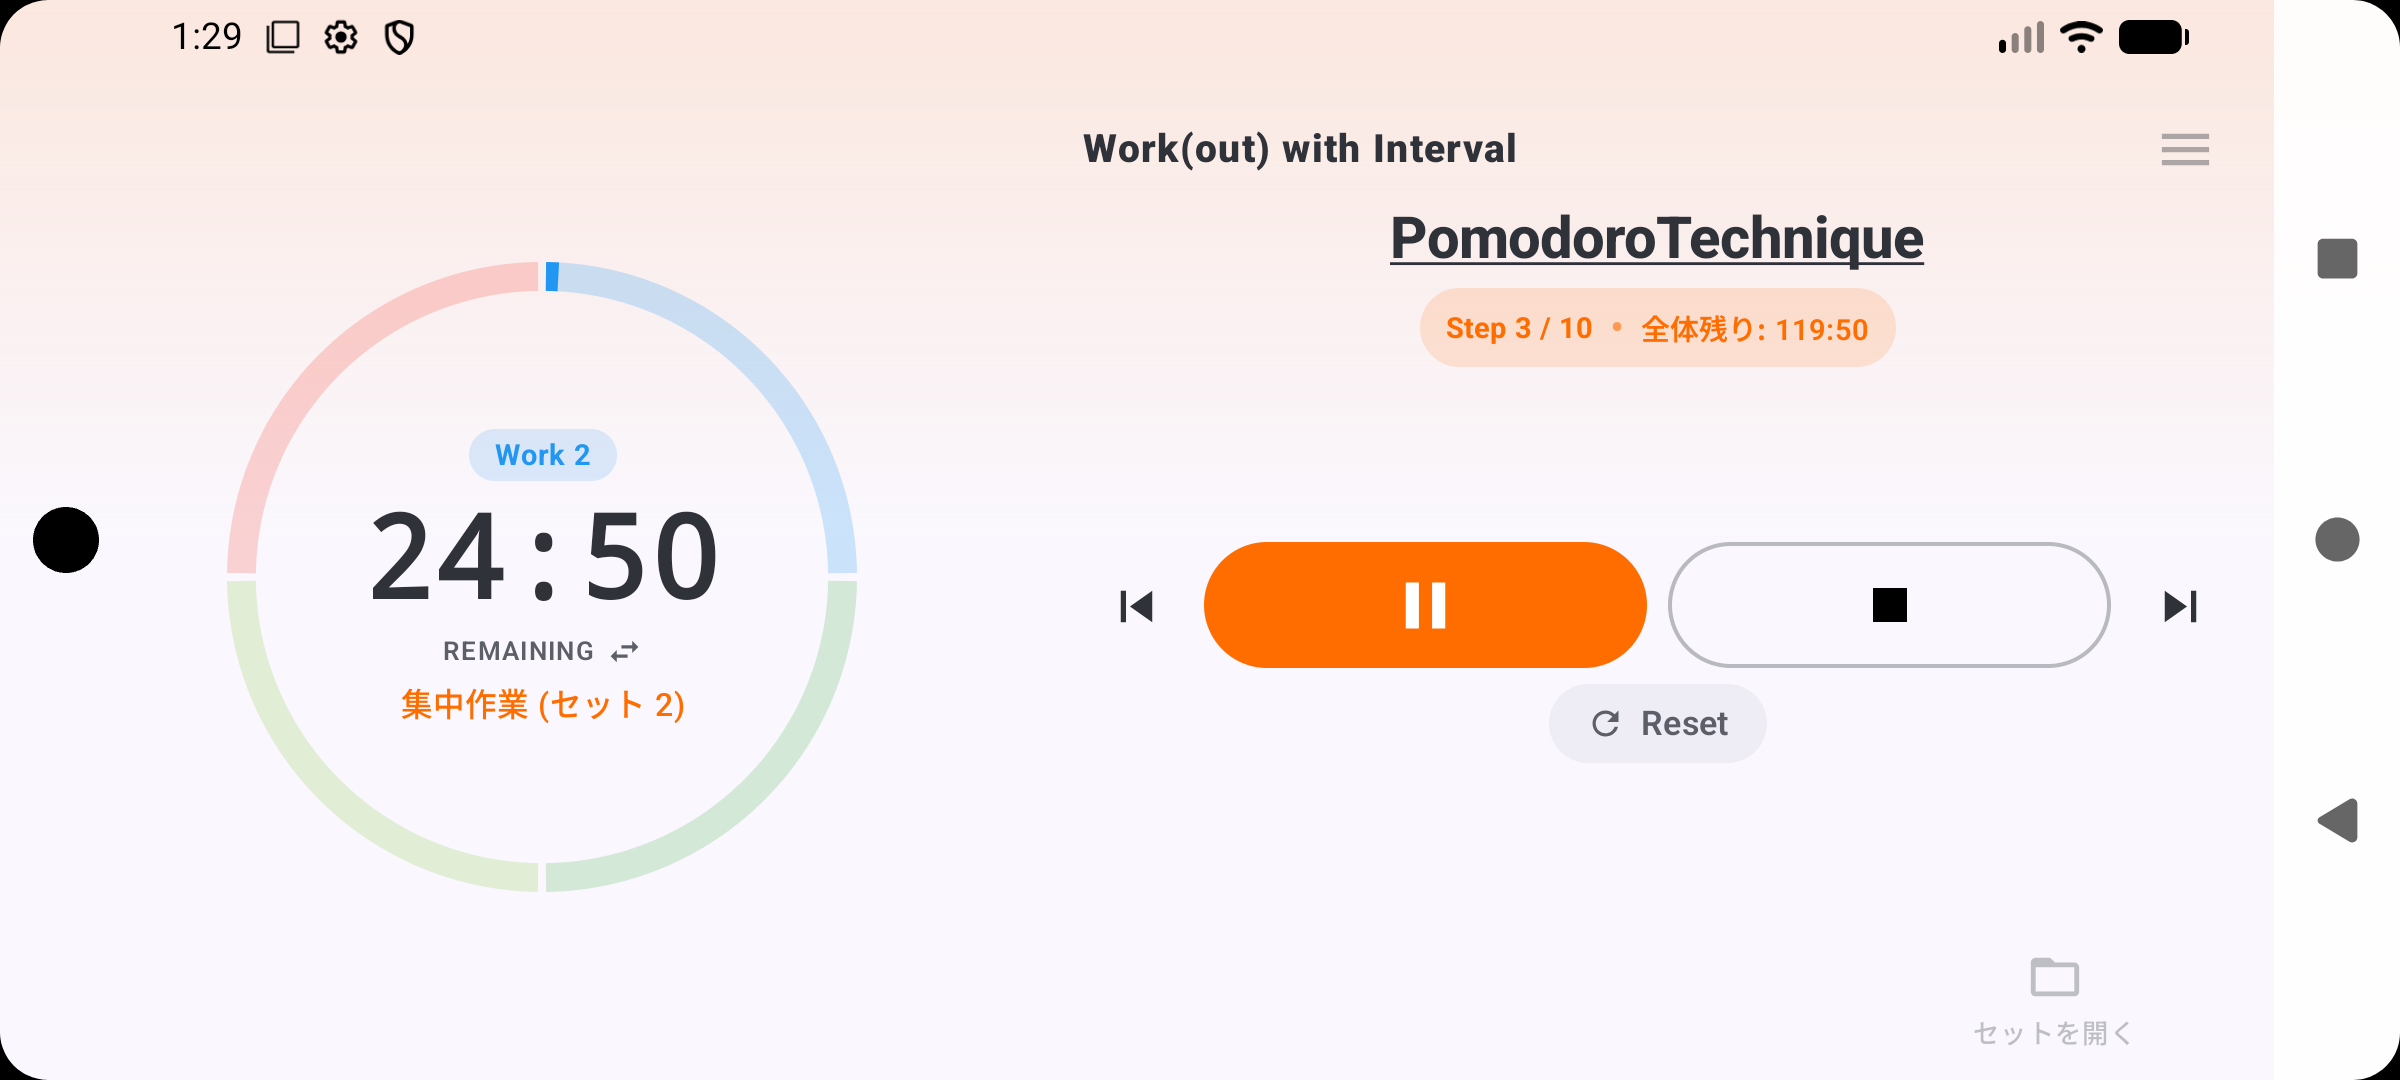 1:29
Work(out) with Interval
PomodoroTechnique
Step 3 / 10 • 全体残り: 119:50
Work 2
24:50
REMAINING
集中作業 (セット 2)
Reset
セットを開く